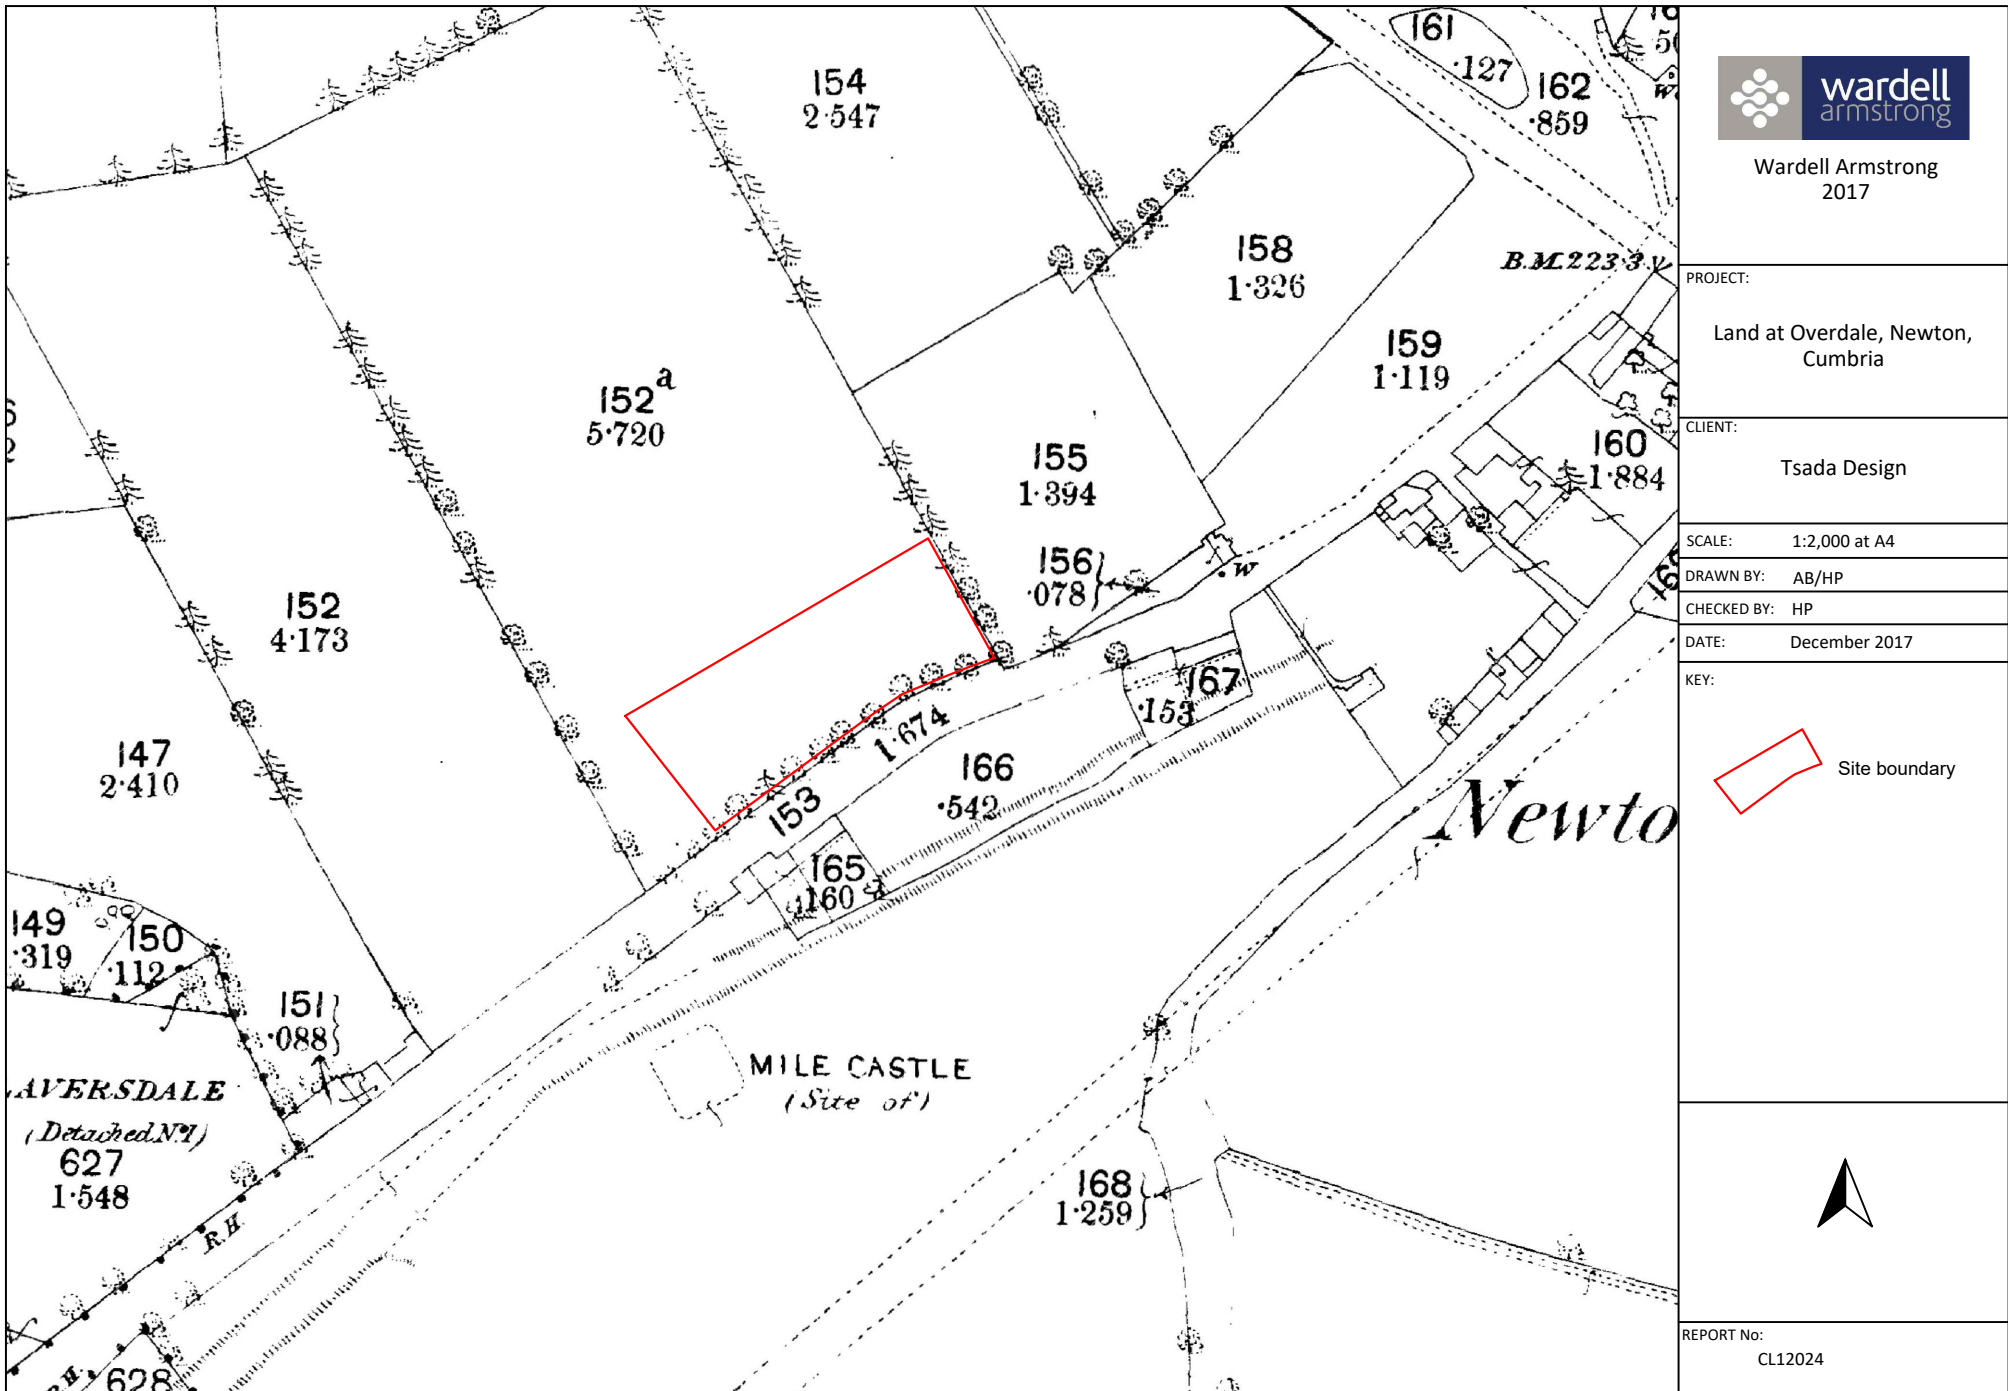 161
·127
162
·859
154
2·547
158
1·326
B.M.223·3
159
1·119
152a
5·720
155
1·394
160
1·884
156
·078
W
152
4·173
167
·153
1·674
153
166
·542
147
2·410
165
·160
Newto
149
·319
150
·112
151
·088
MILE CASTLE
(Site of)
AVERSDALE
(Detached No.1)
627
1·548
R.H.
168
1·259
628
wardell
armstrong
Wardell Armstrong
2017
PROJECT:
Land at Overdale, Newton,
Cumbria
CLIENT:
Tsada Design
SCALE: 1:2,000 at A4
DRAWN BY: AB/HP
CHECKED BY: HP
DATE: December 2017
KEY:
Site boundary
REPORT No:
CL12024